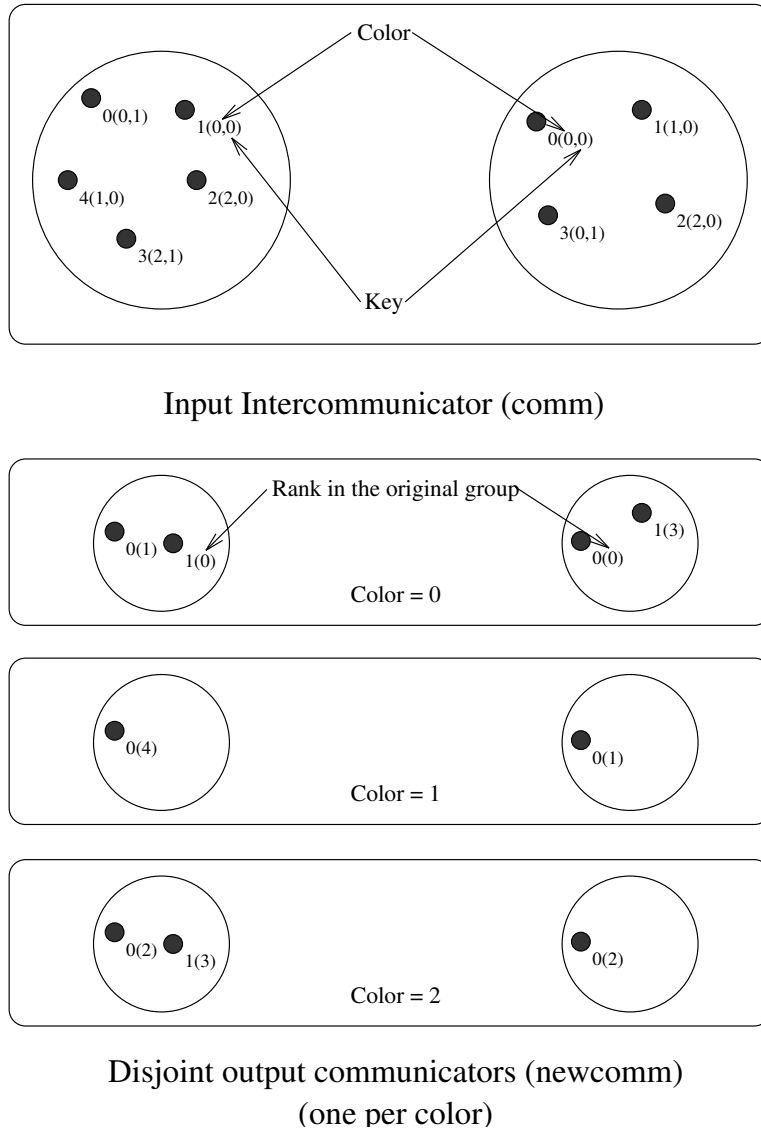 Color
0(0,1)
1(0,0)
4(1,0)
2(2,0)
3(2,1)
0(0,0)
1(1,0)
3(0,1)
2(2,0)
Key
Input Intercommunicator (comm)
Rank in the original group
0(1)
1(0)
0(0)
1(3)
Color = 0
0(4)
0(1)
Color = 1
0(2)
1(3)
0(2)
Color = 2
Disjoint output communicators (newcomm)
(one per color)